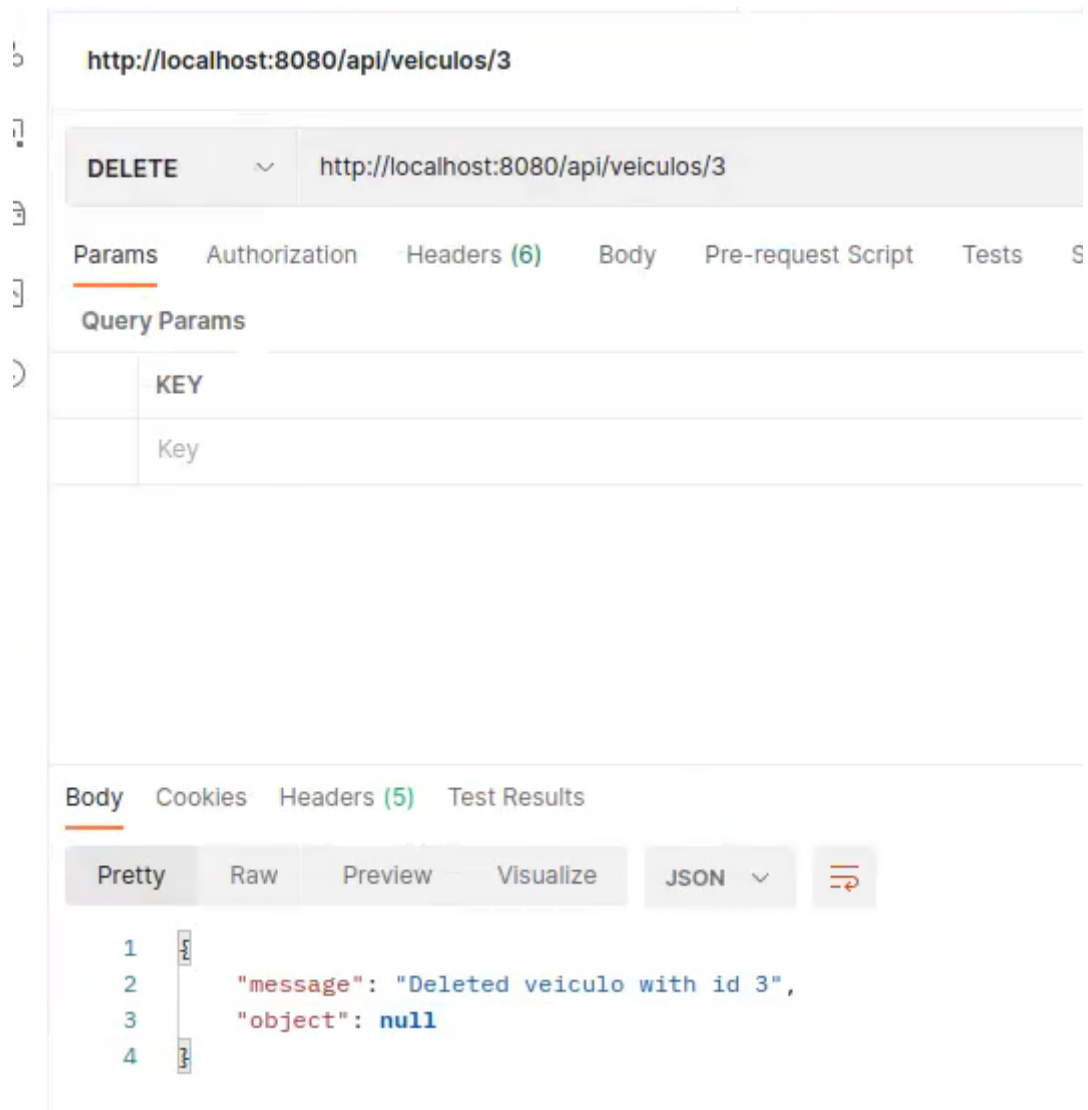 http://localhost:8080/api/veiculos/3
DELETE http://localhost:8080/api/veiculos/3
Params Authorization Headers (6) Body Pre-request Script Tests S
Query Params
KEY
Key
Body Cookies Headers (5) Test Results
Pretty Raw Preview Visualize JSON
1 {
2 "message": "Deleted veiculo with id 3",
3 "object": null
4 }